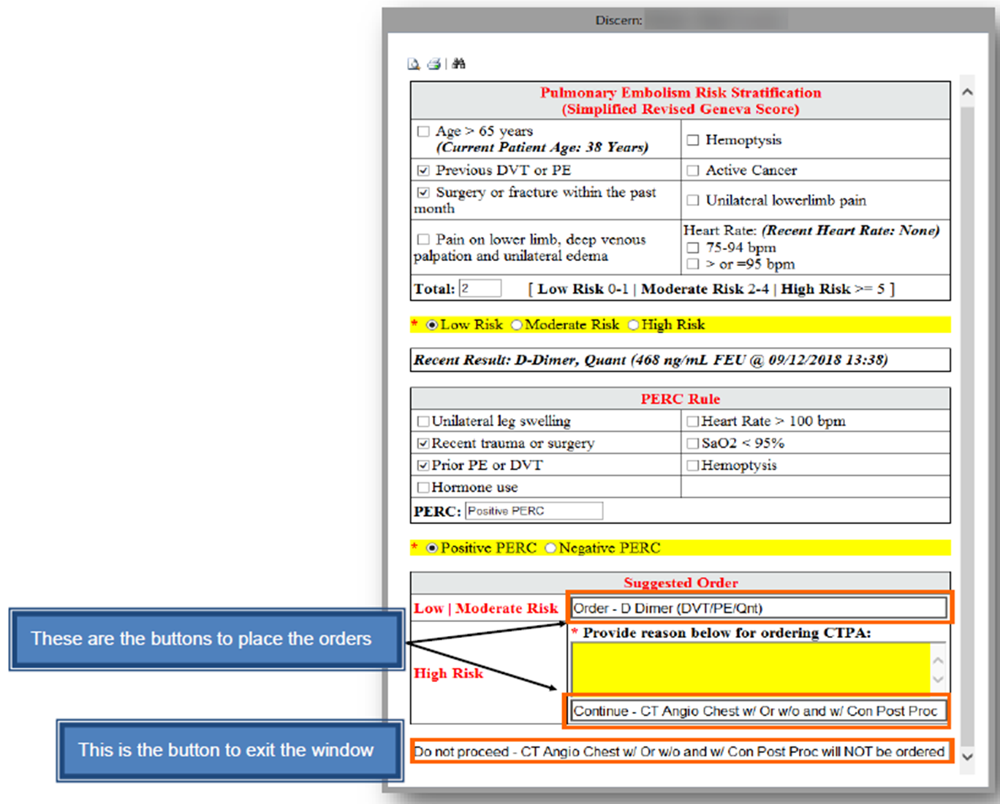 Discern:
Pulmonary Embolism Risk Stratification
(Simplified Revised Geneva Score)
Age > 65 years
(Current Patient Age: 38 Years)
Hemoptysis
Previous DVT or PE
Active Cancer
Surgery or fracture within the past
month
Unilateral lowerlimb pain
Pain on lower limb, deep venous
palpation and unilateral edema
Heart Rate: (Recent Heart Rate: None)
75-94 bpm
> or =95 bpm
Total: 2 [ Low Risk 0-1 | Moderate Risk 2-4 | High Risk >= 5 ]
* Low Risk Moderate Risk High Risk
Recent Result: D-Dimer, Quant (468 ng/mL FEU @ 09/12/2018 13:38)
PERC Rule
Unilateral leg swelling
Heart Rate > 100 bpm
Recent trauma or surgery
SaO2 < 95%
Prior PE or DVT
Hemoptysis
Hormone use
PERC: Positive PERC
* Positive PERC Negative PERC
Suggested Order
Low | Moderate Risk
Order - D Dimer (DVT/PE/Qnt)
These are the buttons to place the orders
* Provide reason below for ordering CTPA:
High Risk
Continue - CT Angio Chest w/ Or w/o and w/ Con Post Proc
This is the button to exit the window
Do not proceed - CT Angio Chest w/ Or w/o and w/ Con Post Proc will NOT be ordered